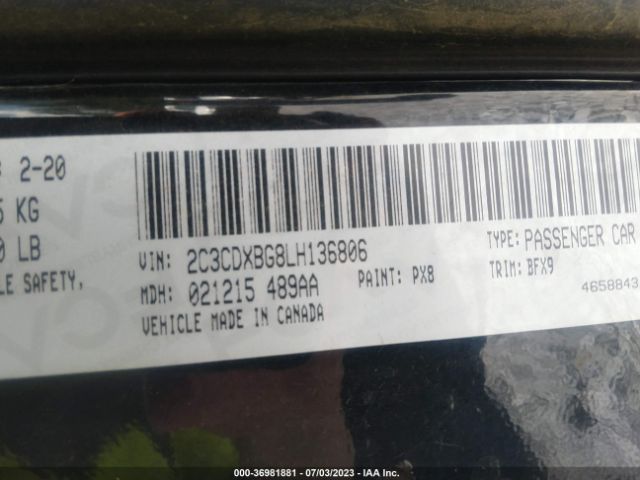 2-20
KG
LB
LE SAFETY,
VIN: 2C3CDXBG8LH136806
MDH: 021215 489AA
PAINT: PX8
VEHICLE MADE IN CANADA
TYPE: PASSENGER CAR
TRIM: BFX9
4658843
000-36981881 - 07/03/2023 - IAA Inc.